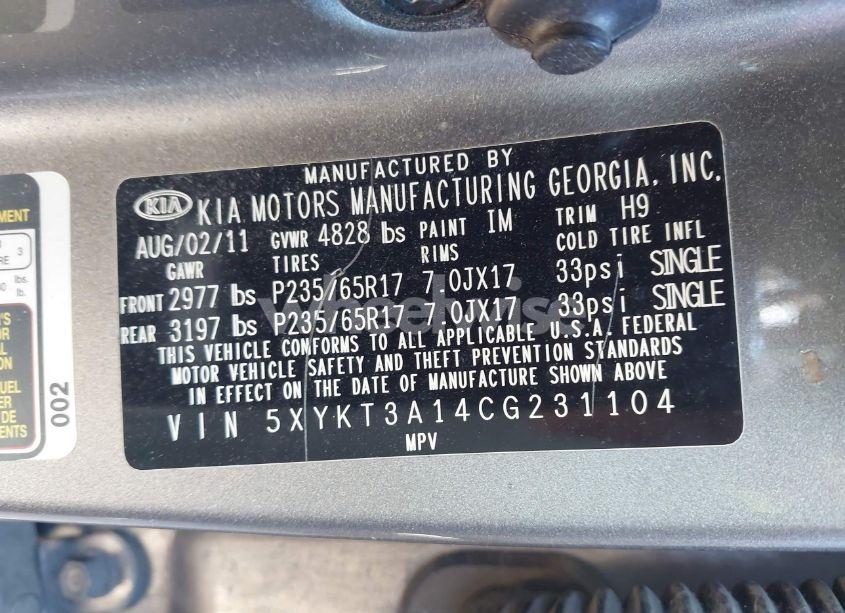 MANUFACTURED BY
KIA KIA MOTORS MANUFACTURING GEORGIA, INC.
AUG/02/11 GVWR 4828 lbs PAINT IM TRIM H9
GAWR TIRES RIMS COLD TIRE INFL
FRONT 2977 lbs P235/65R17 7.0JX17 33psi SINGLE
REAR 3197 lbs P235/65R17 7.0JX17 33psi SINGLE
THIS VEHICLE CONFORMS TO ALL APPLICABLE U.S.A. FEDERAL
MOTOR VEHICLE SAFETY AND THEFT PREVENTION STANDARDS
IN EFFECT ON THE DATE OF MANUFACTURE SHOWN ABOVE
VIN 5XYKT3A14CG231104
MPV
002